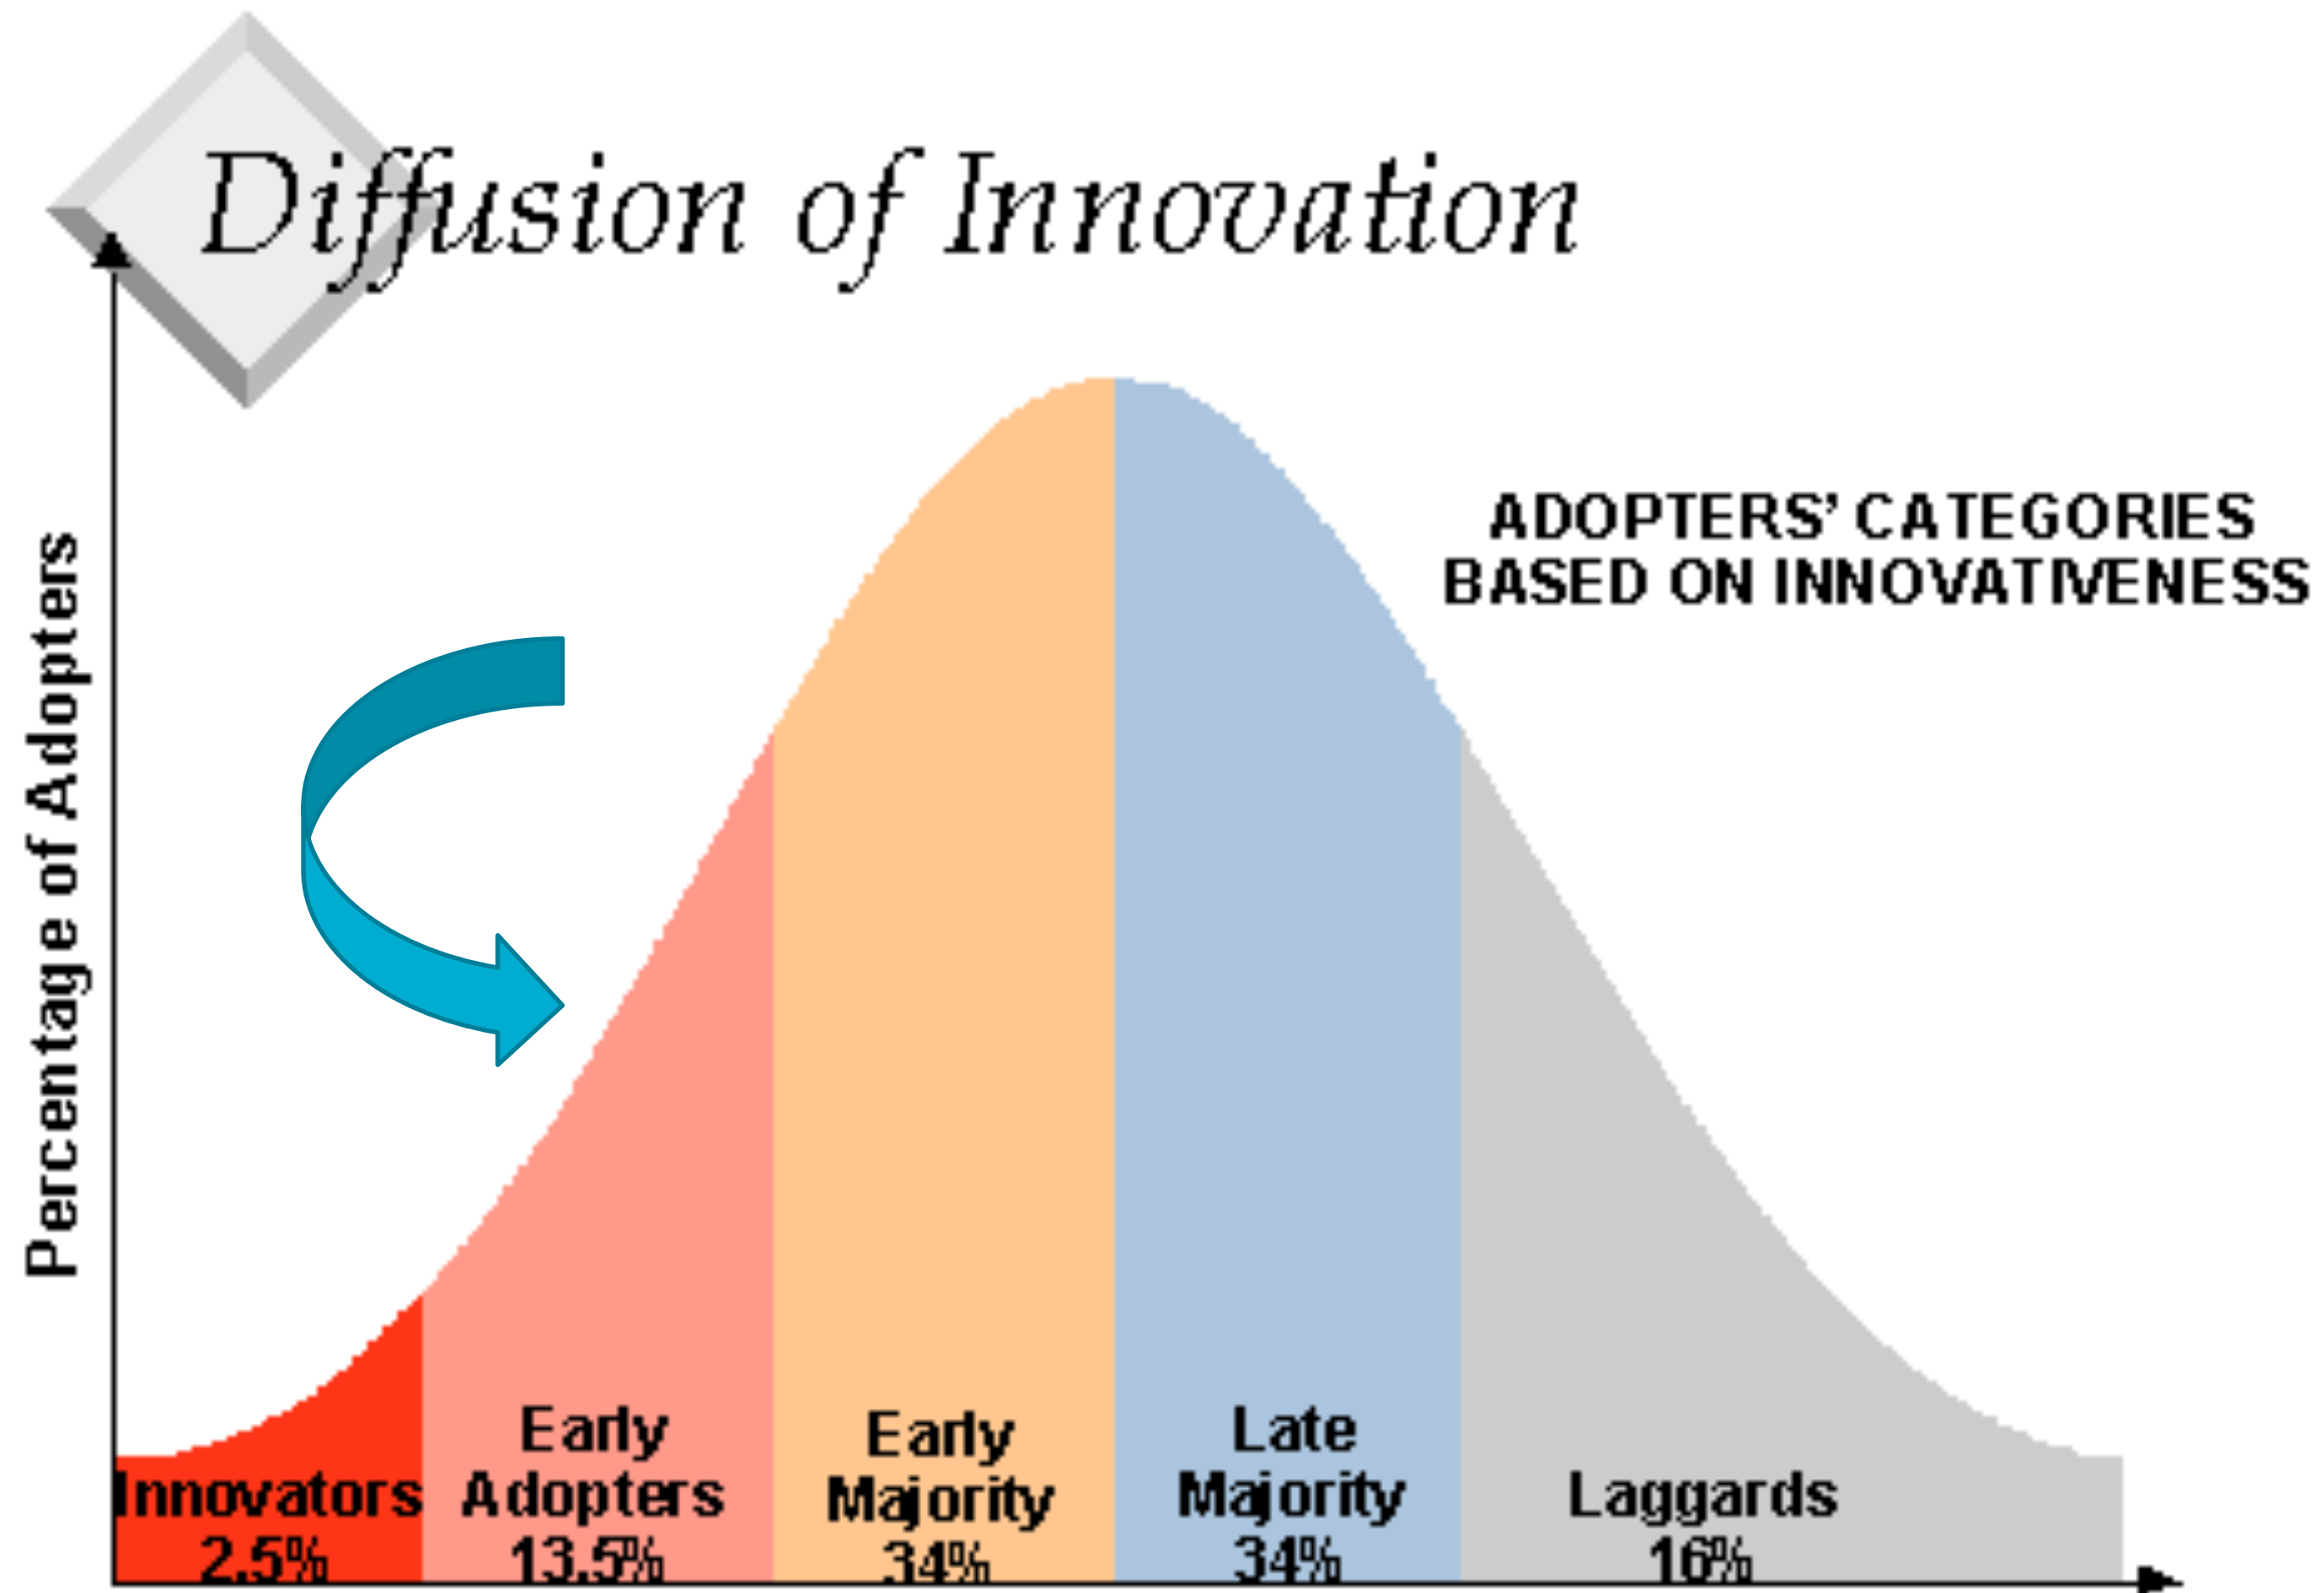 Diffusion of Innovation
ADOPTERS’ CATEGORIES
BASED ON INNOVATIVENESS
Percentage of Adopters
Innovators
2.5%
Early
Adopters
13.5%
Early
Majority
34%
Late
Majority
34%
Laggards
16%